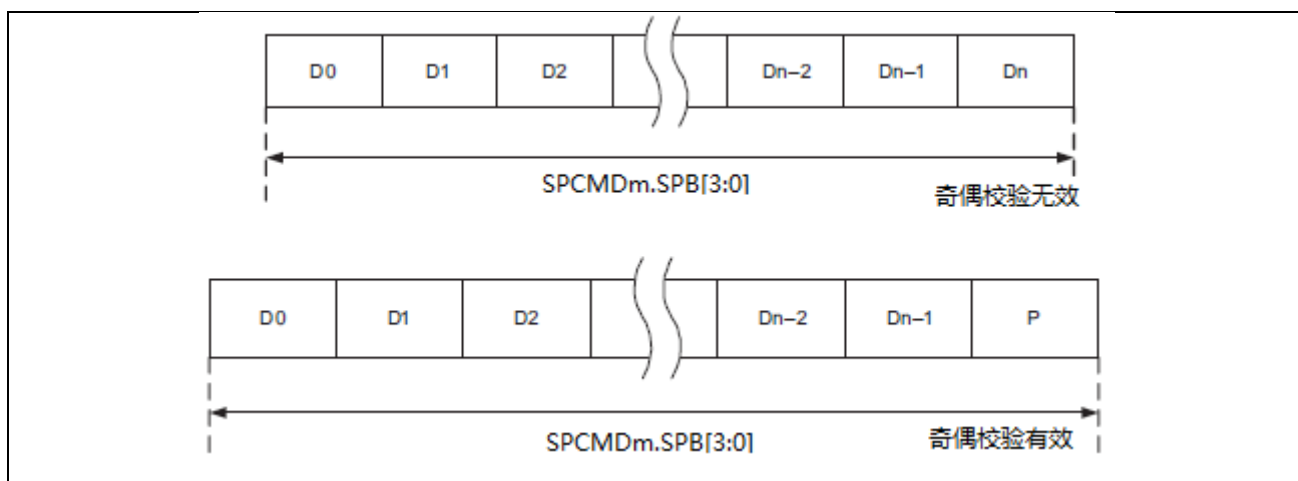 D0 D1 D2 Dn–2 Dn–1 Dn
SPCMDm.SPB[3:0]
奇偶校验无效
D0 D1 D2 Dn–2 Dn–1 P
SPCMDm.SPB[3:0]
奇偶校验有效